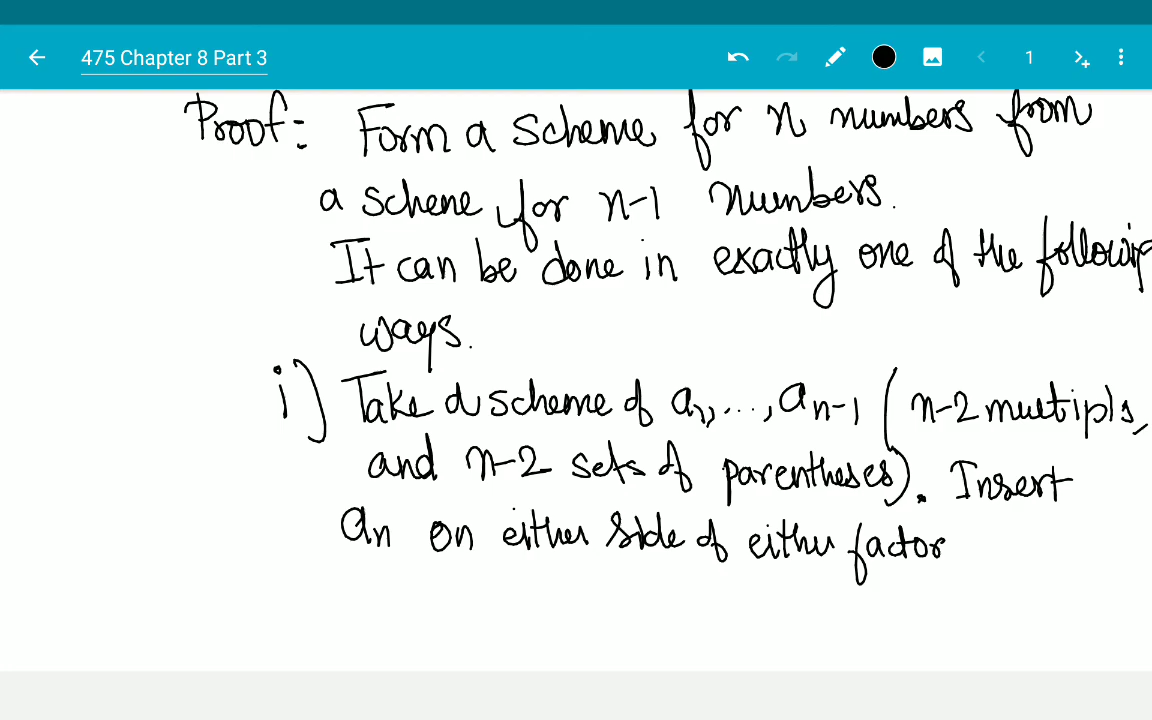 475 Chapter 8 Part 3
1
Proof: Form a scheme for n numbers from
a scheme for n-1 numbers.
It can be done in exactly one of the following
ways.
i) Take a scheme of a₁, ..., aₙ₋₁ (n-2 multipls,
and n-2 sets of parentheses). Insert
aₙ on either side of either factor